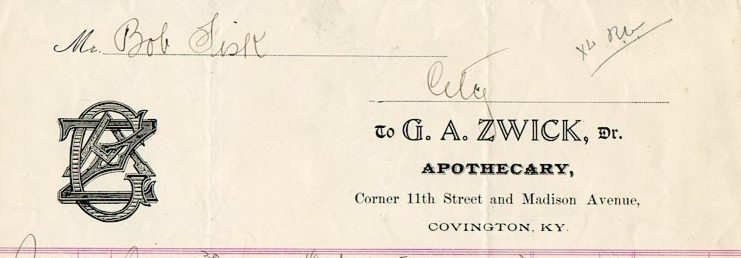 Mr. Bob Fisk
City
To G. A. ZWICK, Dr.
APOTHECARY,
Corner 11th Street and Madison Avenue,
COVINGTON, KY.